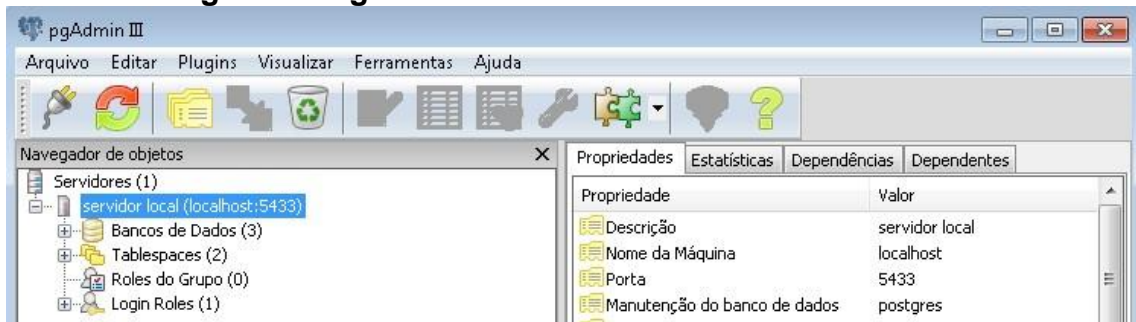 pgAdmin III
Arquivo Editar Plugins Visualizar Ferramentas Ajuda
Navegador de objetos
Servidores (1)
servidor local (localhost:5433)
Bancos de Dados (3)
Tablespaces (2)
Roles do Grupo (0)
Login Roles (1)
Propriedades Estatísticas Dependências Dependentes
Propriedade Valor
Descrição servidor local
Nome da Máquina localhost
Porta 5433
Manutenção do banco de dados postgres